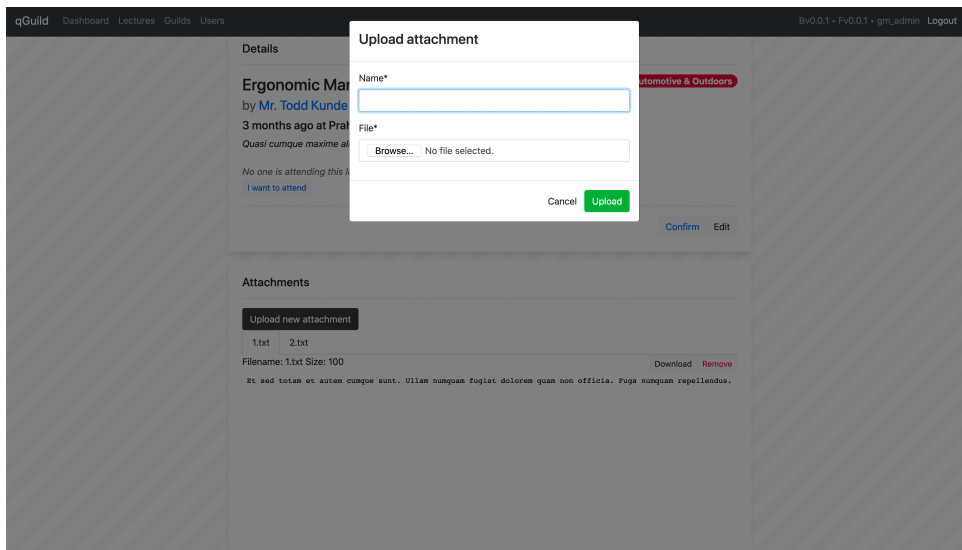 qGuild Dashboard Lectures Guilds Users Bv0.0.1 • Fv0.0.1 • gm_admin Logout
Details
Upload attachment
Ergonomic Mar
by Mr. Todd Kunde
3 months ago at Prah
Quasi cumque maxime al
No one is attending this l
I want to attend
Name*
File*
Browse... No file selected.
Cancel Upload
utomotive & Outdoors
Confirm Edit
Attachments
Upload new attachment
1.txt 2.txt
Filename: 1.txt Size: 100 Download Remove
Et sed totam et autem cumque sunt. Ullam numquam fugiat dolorem quam non officia. Fuga numquam repellendus.